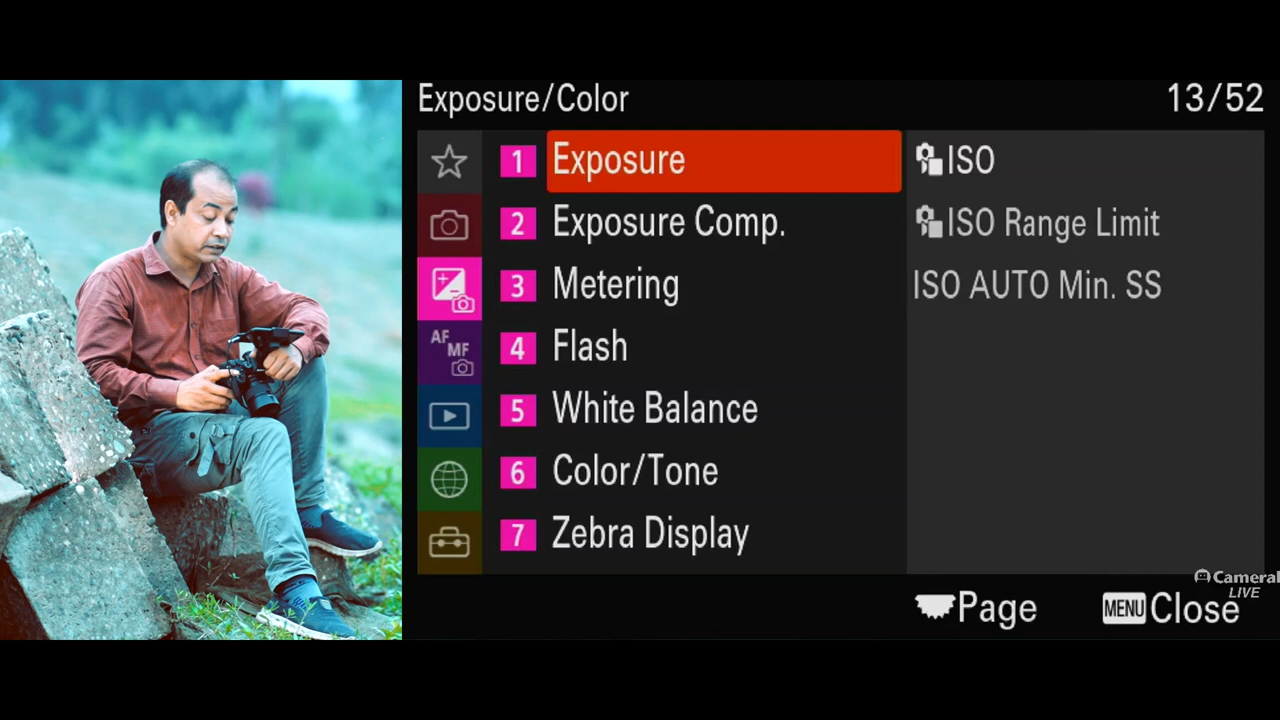 Exposure/Color 13/52
1 Exposure
2 Exposure Comp.
3 Metering
4 Flash
5 White Balance
6 Color/Tone
7 Zebra Display
AF
MF
ISO
ISO Range Limit
ISO AUTO Min. SS
Cameral
LIVE
Page MENU Close